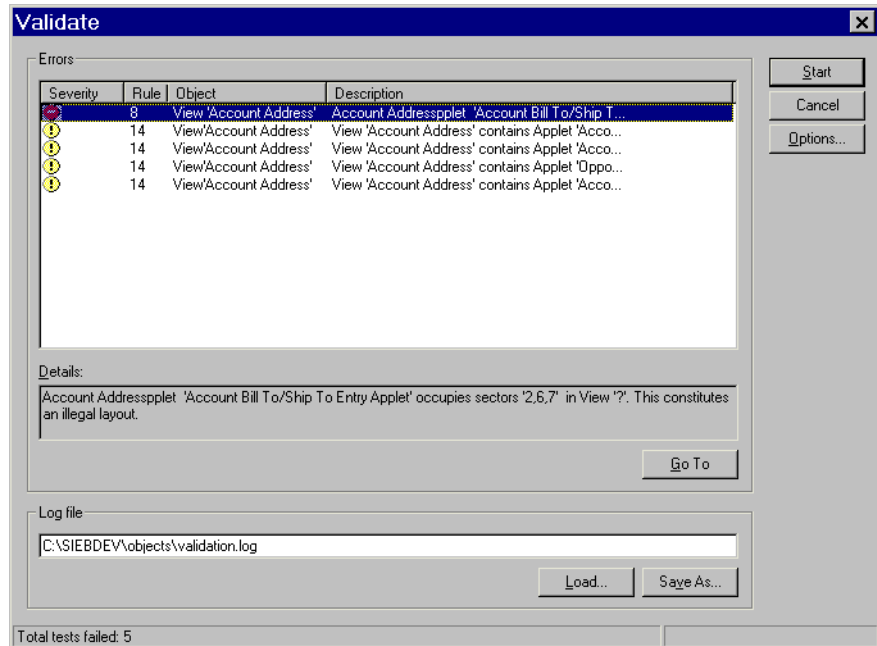 Validate
Errors
Severity Rule Object Description
8 View 'Account Address' Account Addresspplet 'Account Bill To/Ship T...
14 View'Account Address' View 'Account Address' contains Applet 'Acco...
14 View'Account Address' View 'Account Address' contains Applet 'Acco...
14 View'Account Address' View 'Account Address' contains Applet 'Oppo...
14 View'Account Address' View 'Account Address' contains Applet 'Acco...
Details:
Account Addresspplet 'Account Bill To/Ship To Entry Applet' occupies sectors '2,6,7' in View '?'. This constitutes
an illegal layout.
Go To
Log file
C:\SIEBDEV\objects\validation.log
Load...
Save As...
Start
Cancel
Options...
Total tests failed: 5